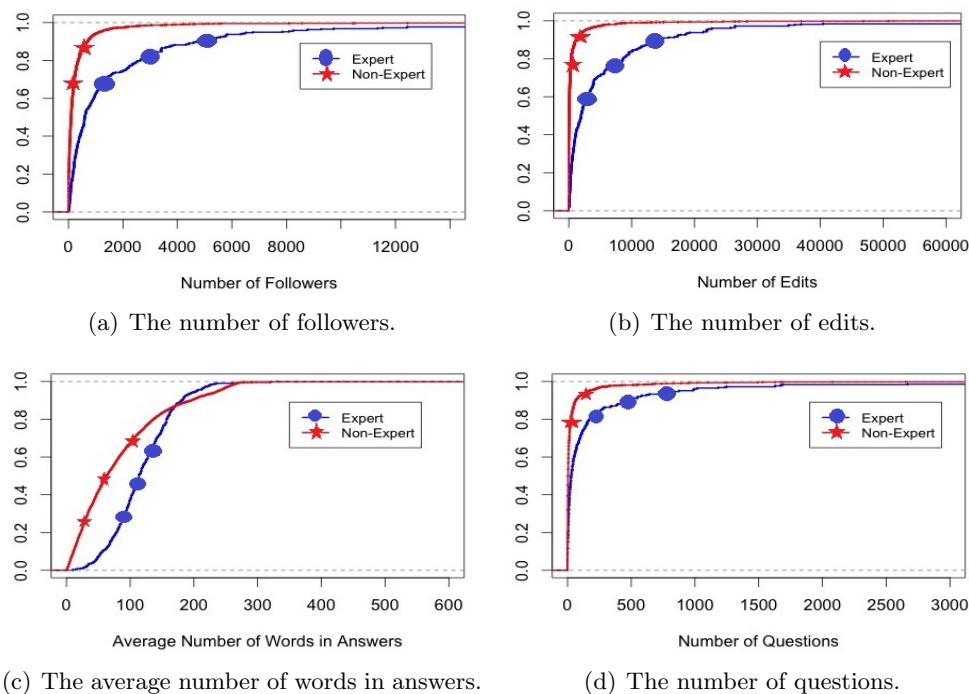 1.0
0.8
0.6
0.4
0.2
0.0
Expert
Non-Expert
0 2000 4000 6000 8000 12000
Number of Followers
(a) The number of followers.
1.0
0.8
0.6
0.4
0.2
0.0
Expert
Non-Expert
0 10000 20000 30000 40000 50000 60000
Number of Edits
(b) The number of edits.
1.0
0.8
0.6
0.4
0.2
0.0
Expert
Non-Expert
0 100 200 300 400 500 600
Average Number of Words in Answers
(c) The average number of words in answers.
1.0
0.8
0.6
0.4
0.2
0.0
Expert
Non-Expert
0 500 1000 1500 2000 2500 3000
Number of Questions
(d) The number of questions.